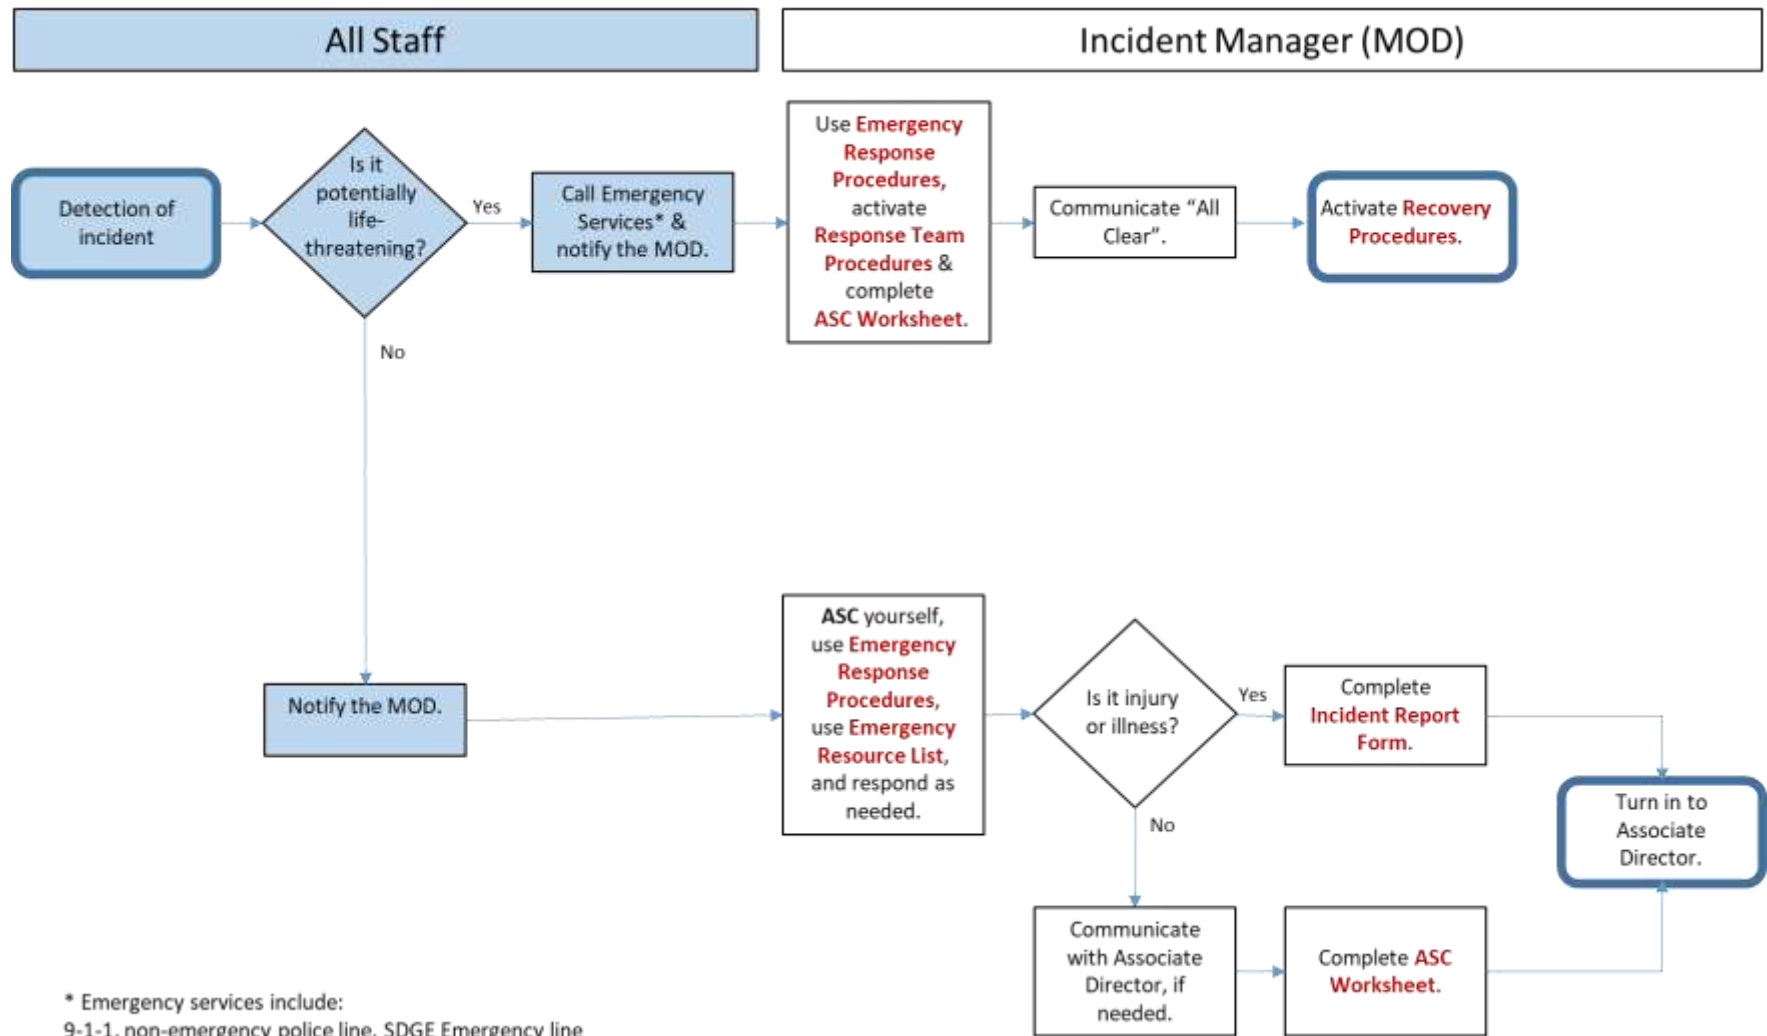 All Staff
Incident Manager (MOD)
Detection of
incident
Is it
potentially
life-
threatening?
Yes
No
Call Emergency
Services* &
notify the MOD.
Use Emergency
Response
Procedures,
activate
Response Team
Procedures &
complete
ASC Worksheet.
Communicate “All
Clear”.
Activate Recovery
Procedures.
Notify the MOD.
ASC yourself,
use Emergency
Response
Procedures,
use Emergency
Resource List,
and respond as
needed.
Is it injury
or illness?
Yes
No
Complete
Incident Report
Form.
Turn in to
Associate
Director.
Communicate
with Associate
Director, if
needed.
Complete ASC
Worksheet.
* Emergency services include:
9-1-1, non-emergency police line, SDGE Emergency line